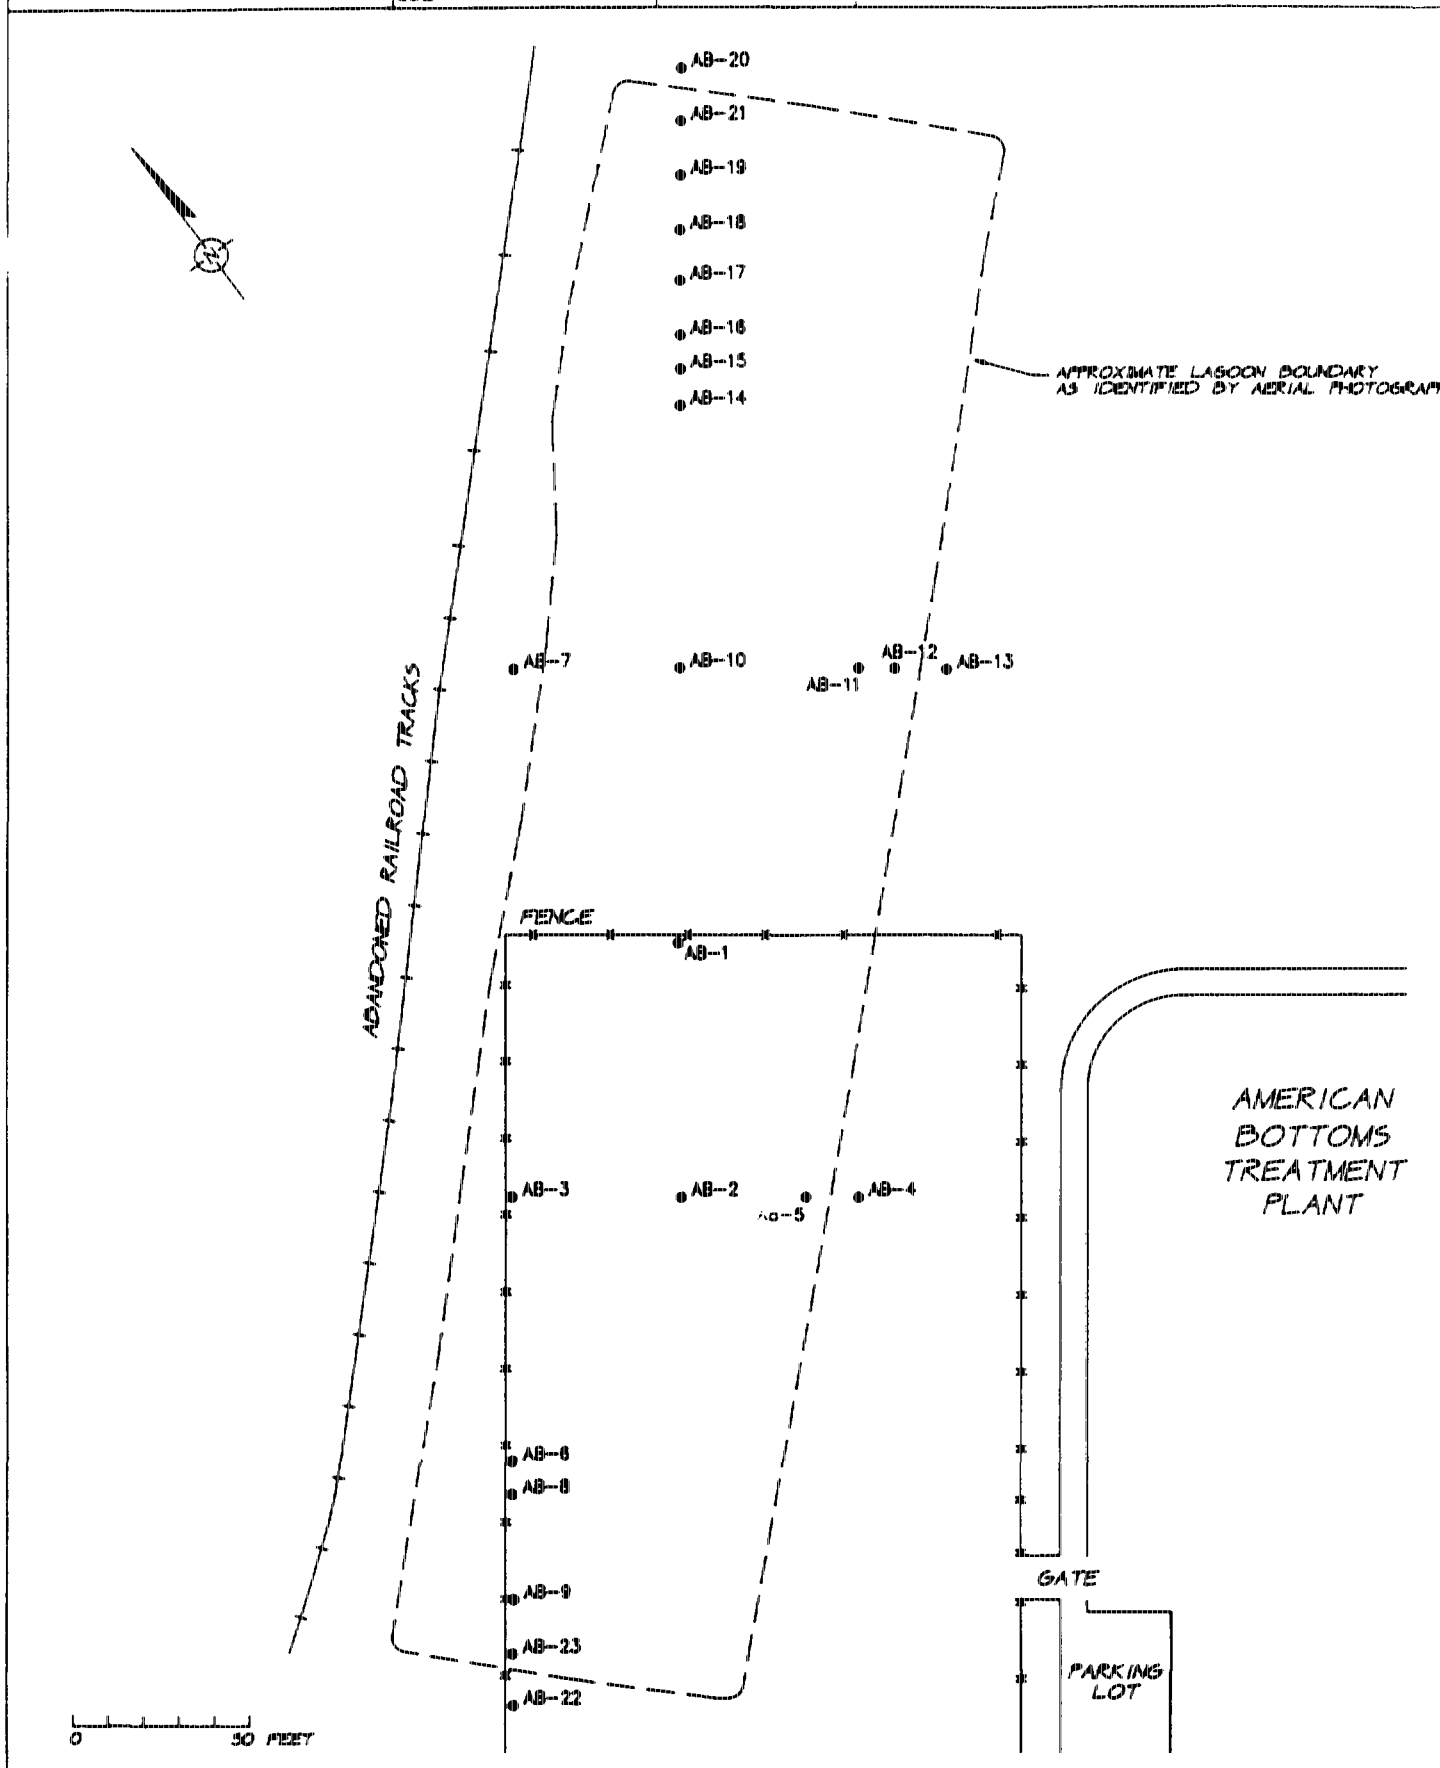 AB-20
AB-21
AB-19
AB-18
AB-17
AB-16
AB-15
AB-14
N
APPROXIMATE LAGOON BOUNDARY
AS IDENTIFIED BY AERIAL PHOTOGRAPH
AB-7
AB-10
AB-12
AB-13
AB-11
ABANDONED RAILROAD TRACKS
FENCE
AB-1
AMERICAN
BOTTOMS
TREATMENT
PLANT
AB-3
AB-2
AB-4
AB-5
AB-6
AB-8
GATE
AB-9
AB-23
PARKING
LOT
AB-22
0 50 FEET